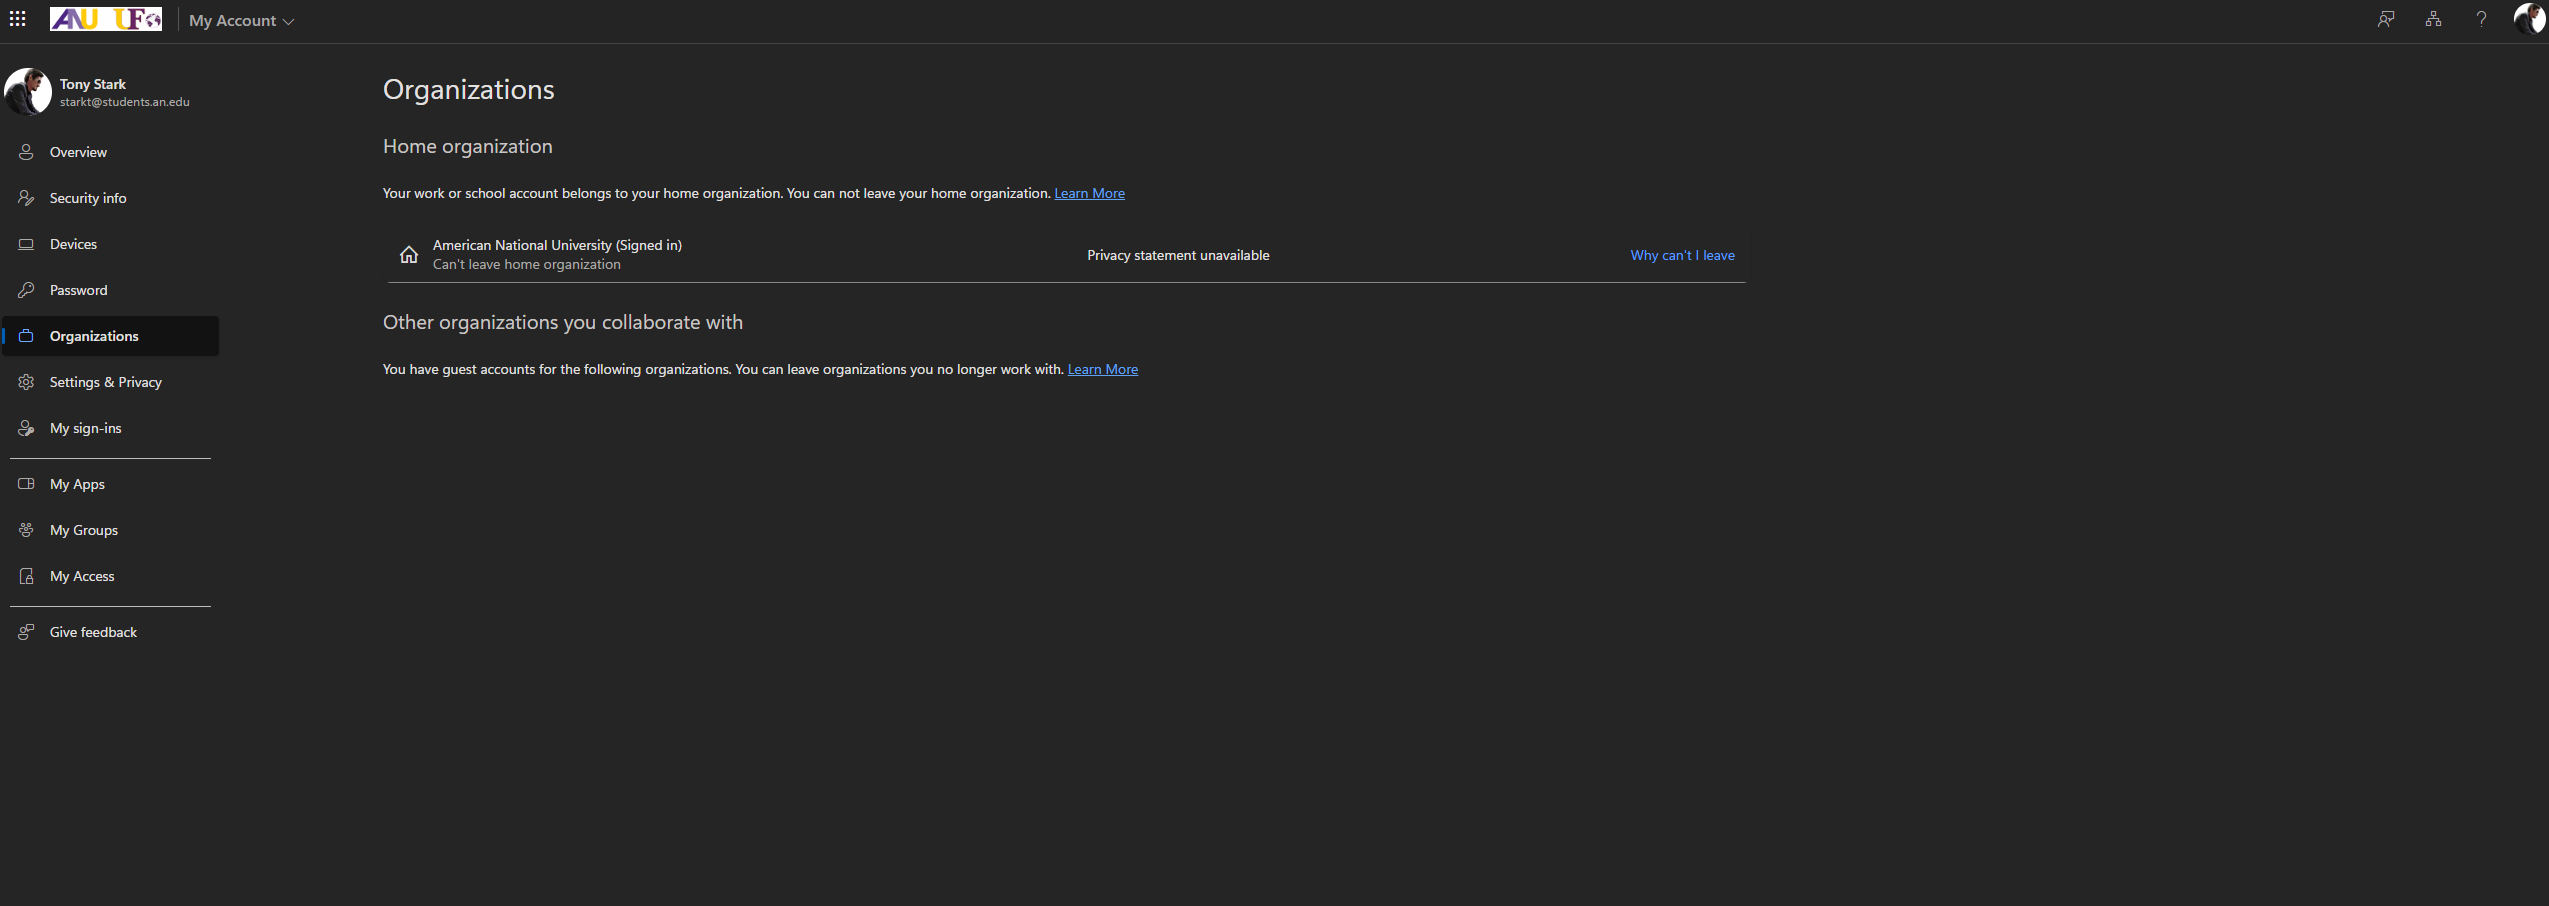 ANU UF
My Account
Tony Stark
starkt@students.an.edu
Overview
Security info
Devices
Password
Organizations
Settings & Privacy
My sign-ins
My Apps
My Groups
My Access
Give feedback
Organizations
Home organization
Your work or school account belongs to your home organization. You can not leave your home organization. Learn More
American National University (Signed in)
Can't leave home organization
Privacy statement unavailable
Why can't I leave
Other organizations you collaborate with
You have guest accounts for the following organizations. You can leave organizations you no longer work with. Learn More